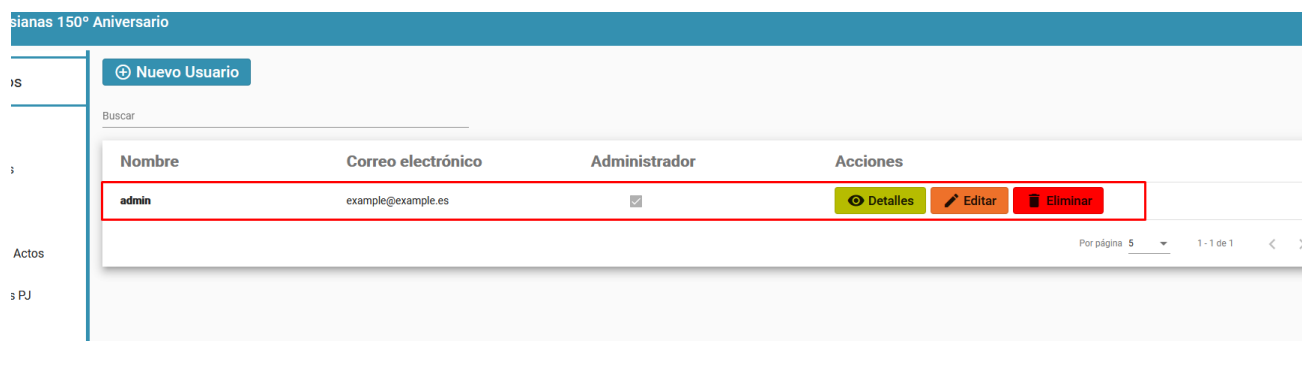 sianas 150º Aniversario
Nuevo Usuario
Buscar
Nombre Correo electrónico Administrador Acciones
admin example@example.es Detalles Editar Eliminar
Por página 5 1 - 1 de 1
os
s
Actos
s PJ